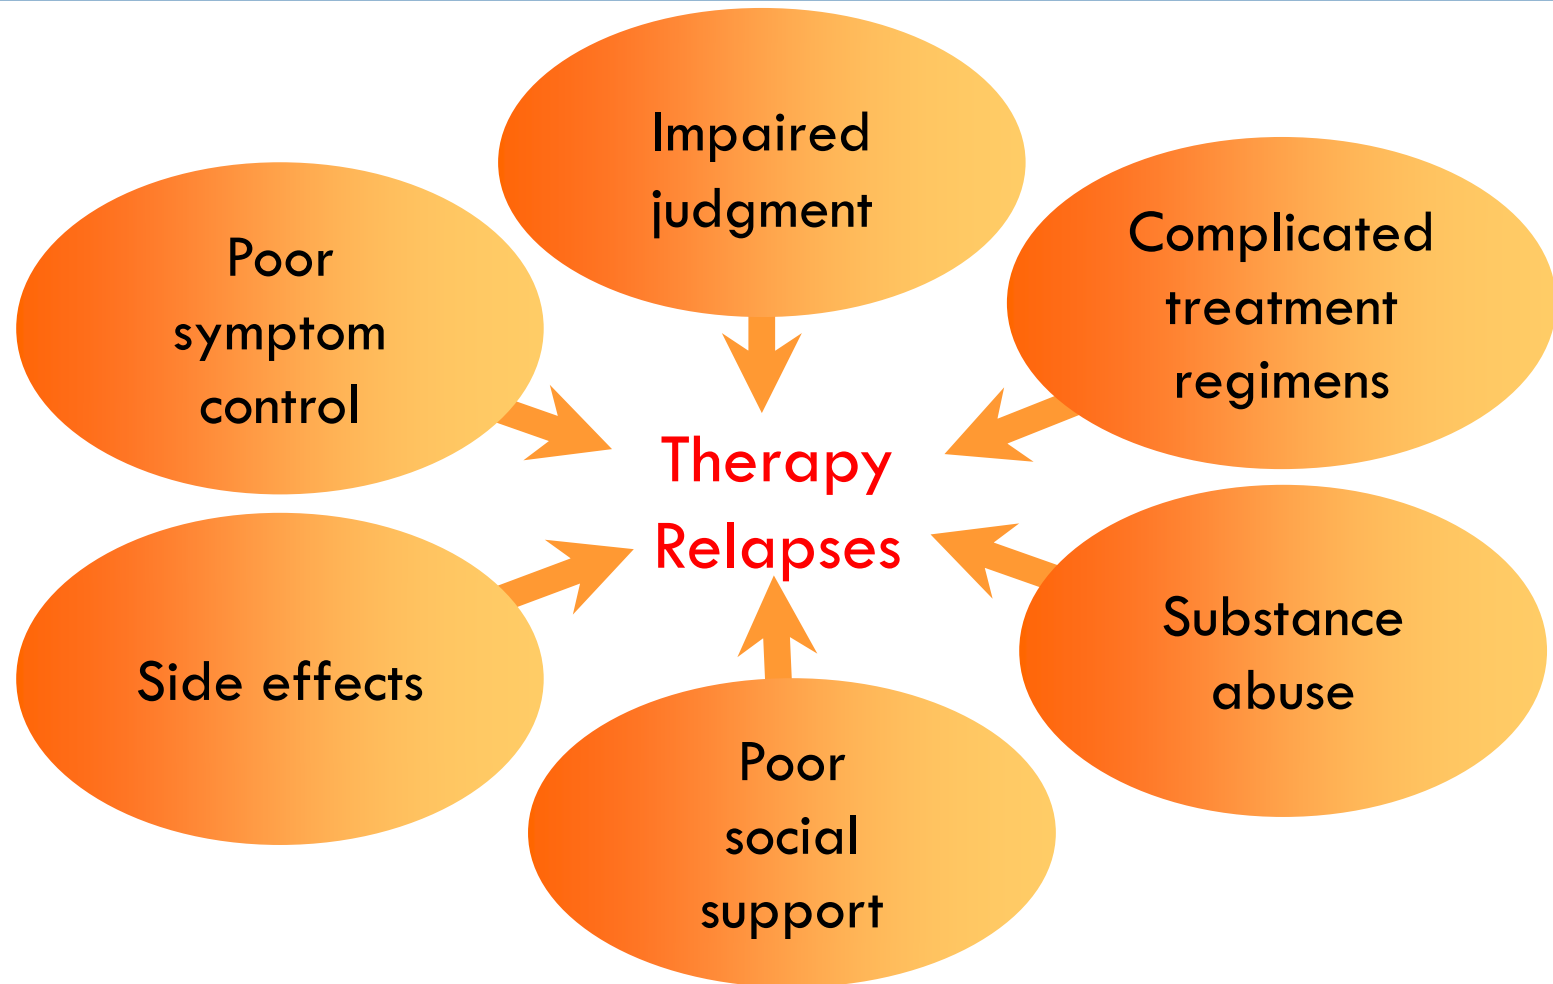 Impaired
judgment
Poor
symptom
control
Complicated
treatment
regimens
Therapy
Relapses
Side effects
Substance
abuse
Poor
social
support